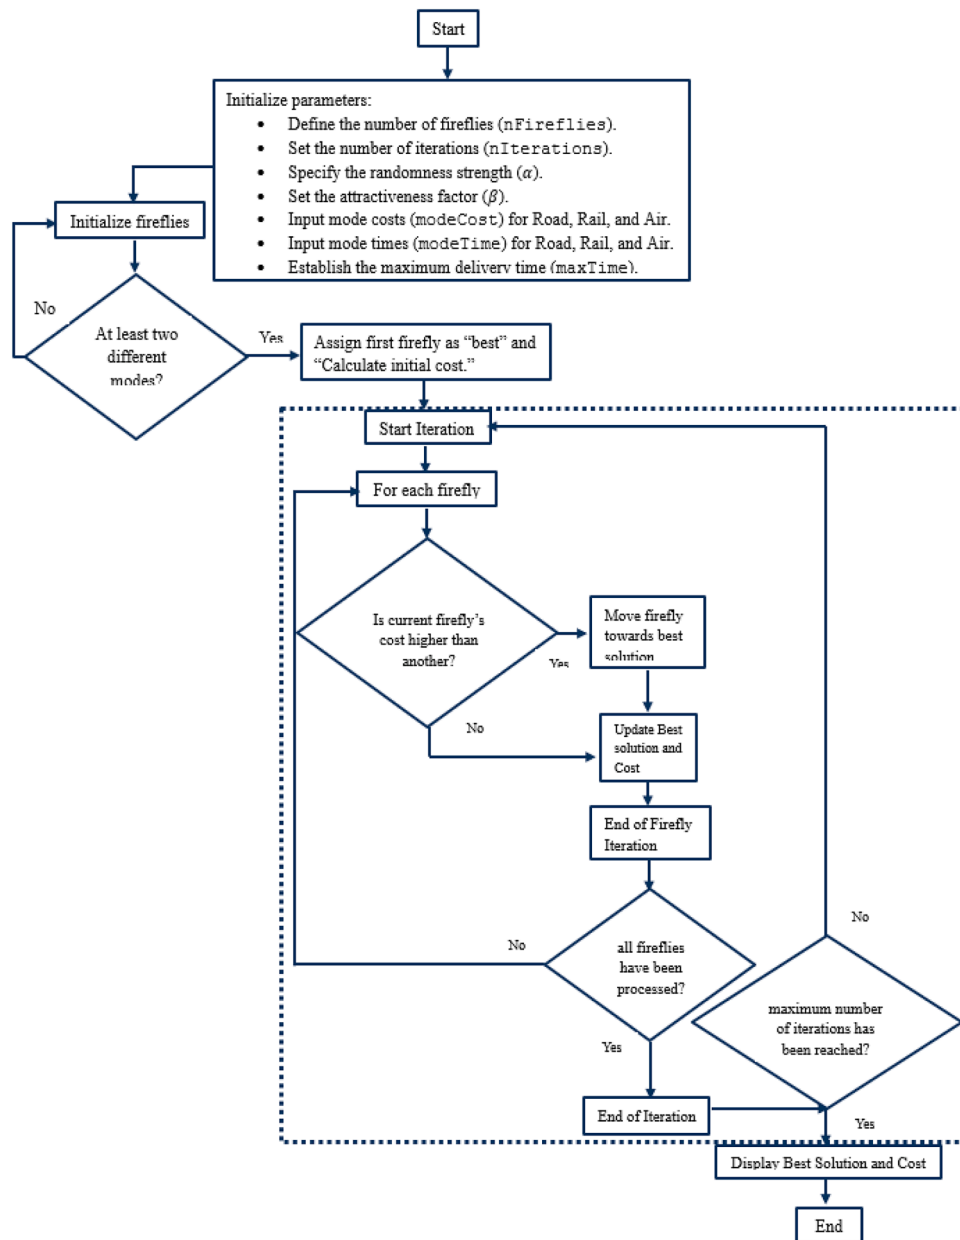 Start
Initialize parameters:
• Define the number of fireflies (nFireflies).
• Set the number of iterations (nIterations).
• Specify the randomness strength (α).
• Set the attractiveness factor (β).
• Input mode costs (modeCost) for Road, Rail, and Air.
• Input mode times (modeTime) for Road, Rail, and Air.
• Establish the maximum delivery time (maxTime).
Initialize fireflies
No
At least two
different
modes?
Yes
Assign first firefly as “best” and
“Calculate initial cost.”
Start Iteration
For each firefly
Is current firefly’s
cost higher than
another?
Yes
Move firefly
towards best
solution
No
Update Best
solution and
Cost
End of Firefly
Iteration
No
all fireflies
have been
processed?
Yes
No
maximum number
of iterations has
been reached?
End of Iteration
Yes
Display Best Solution and Cost
End